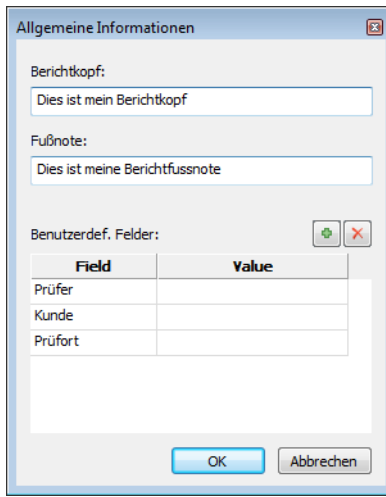 Allgemeine Informationen
Berichtkopf:
Dies ist mein Berichtkopf
Fußnote:
Dies ist meine Berichtfussnote
Benutzerdef. Felder:
Field Value
Prüfer
Kunde
Prüfort
OK Abbrechen